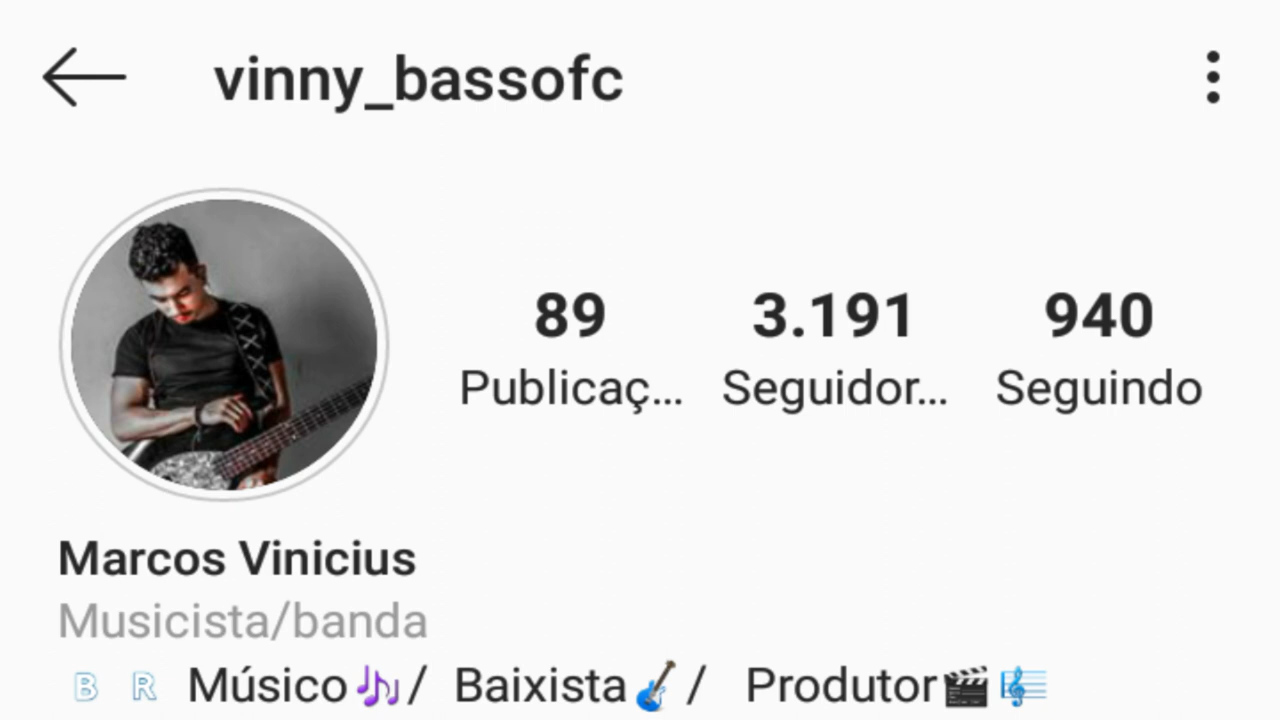 vinny_bassofc
89 3.191 940
Publicaç... Seguidor... Seguindo
Marcos Vinicius
Musicista/banda
B R Músico🎶/ Baixista🎸/ Produtor🎬🎼